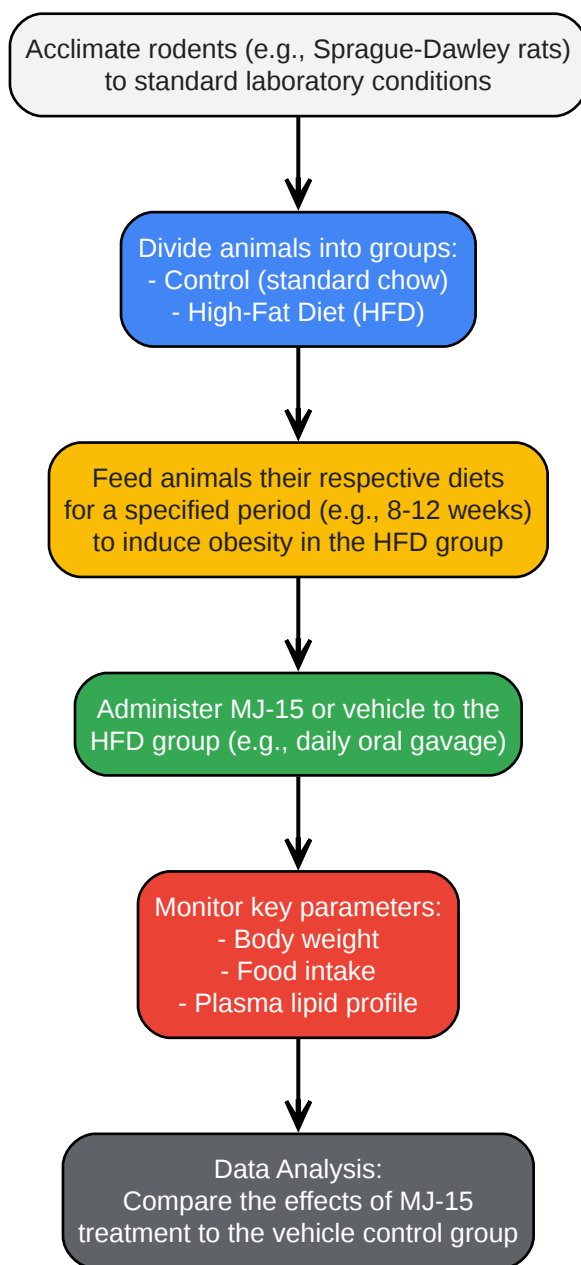 Acclimate rodents (e.g., Sprague-Dawley rats)
to standard laboratory conditions
Divide animals into groups:
- Control (standard chow)
- High-Fat Diet (HFD)
Feed animals their respective diets
for a specified period (e.g., 8-12 weeks)
to induce obesity in the HFD group
Administer MJ-15 or vehicle to the
HFD group (e.g., daily oral gavage)
Monitor key parameters:
- Body weight
- Food intake
- Plasma lipid profile
Data Analysis:
Compare the effects of MJ-15
treatment to the vehicle control group